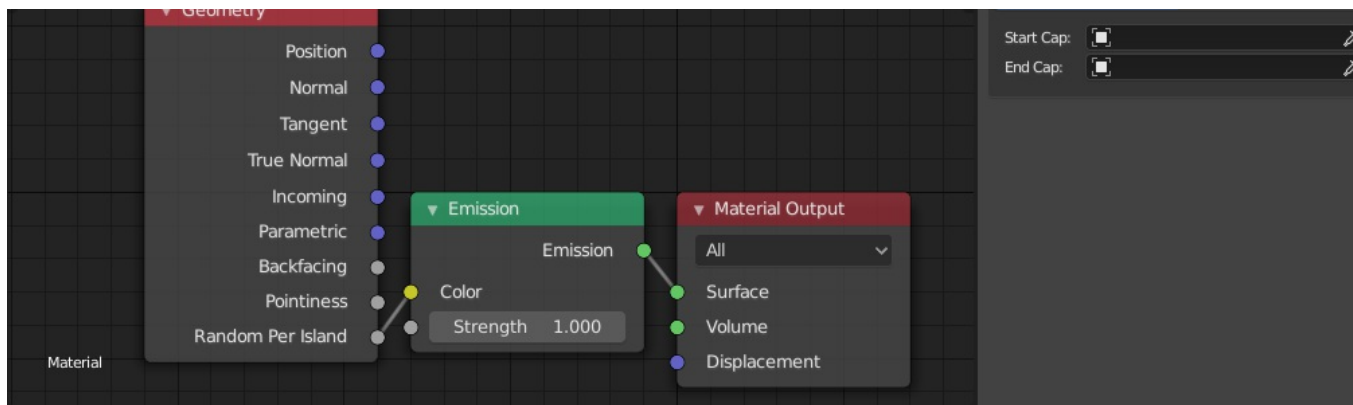 Geometry
Position
Normal
Tangent
True Normal
Incoming
Parametric
Backfacing
Pointiness
Random Per Island
Emission
Emission
Color
Strength 1.000
Material Output
All
Surface
Volume
Displacement
Material
Start Cap:
End Cap: